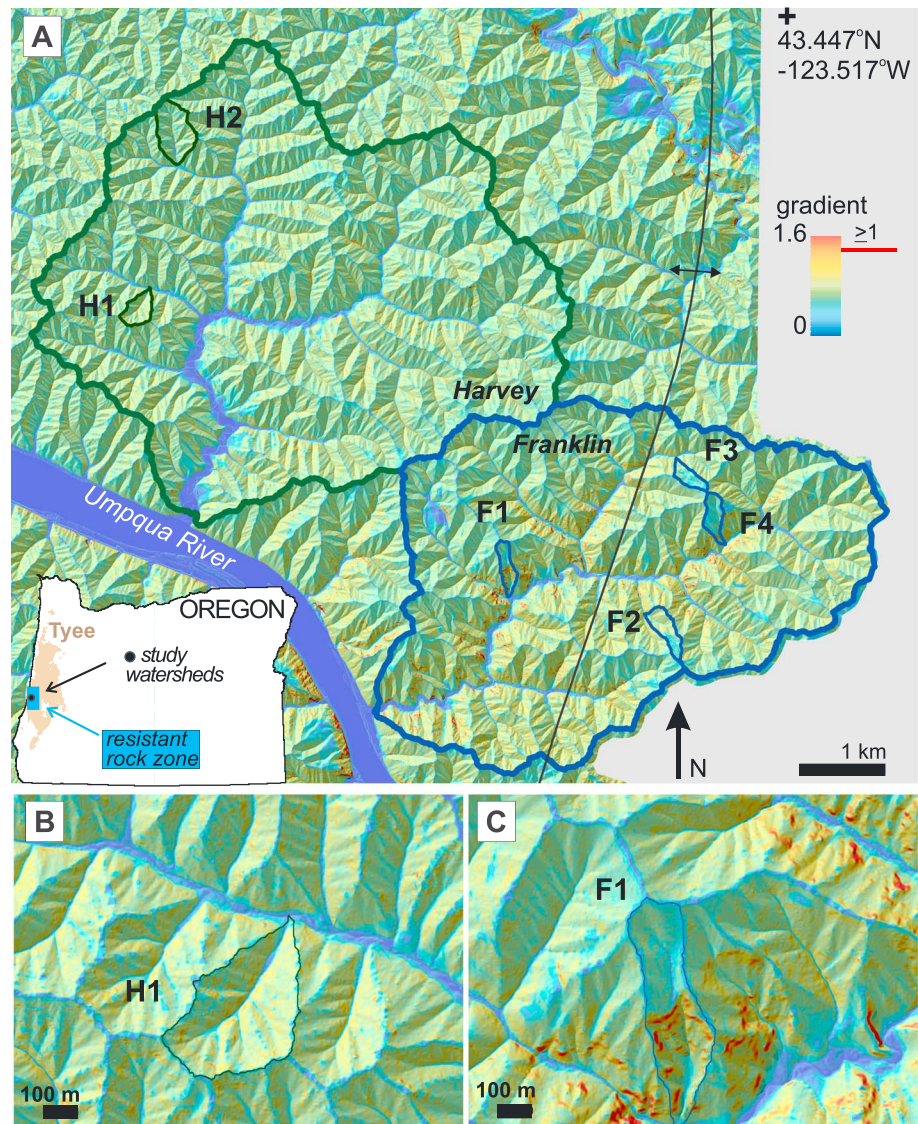 A
+
43.447°N
-123.517°W
H2
gradient
1.6
≥1
0
H1
Harvey
Franklin
F3
F1
F4
Umpqua River
F2
OREGON
Tyee
study
watersheds
resistant
rock zone
N
1 km
B
H1
100 m
C
F1
100 m